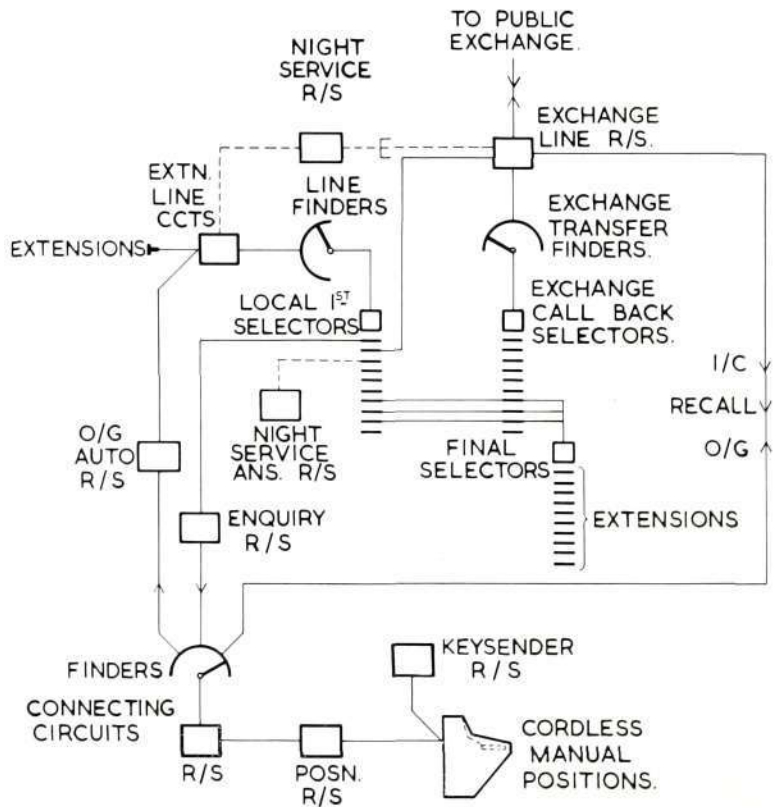 TO PUBLIC
EXCHANGE.
NIGHT
SERVICE
R/S
EXCHANGE
LINE R/S.
EXTN.
LINE
CCTS
LINE
FINDERS
EXCHANGE
TRANSFER
FINDERS.
EXTENSIONS
LOCAL 1ST
SELECTORS
EXCHANGE
CALL BACK
SELECTORS.
I/C
RECALL
O/G
O/G
AUTO
R/S
NIGHT
SERVICE
ANS. R/S
FINAL
SELECTORS
ENQUIRY
R/S
EXTENSIONS
FINDERS
KEYSENDER
R/S
CONNECTING
CIRCUITS
R/S
POSN.
R/S
CORDLESS
MANUAL
POSITIONS.